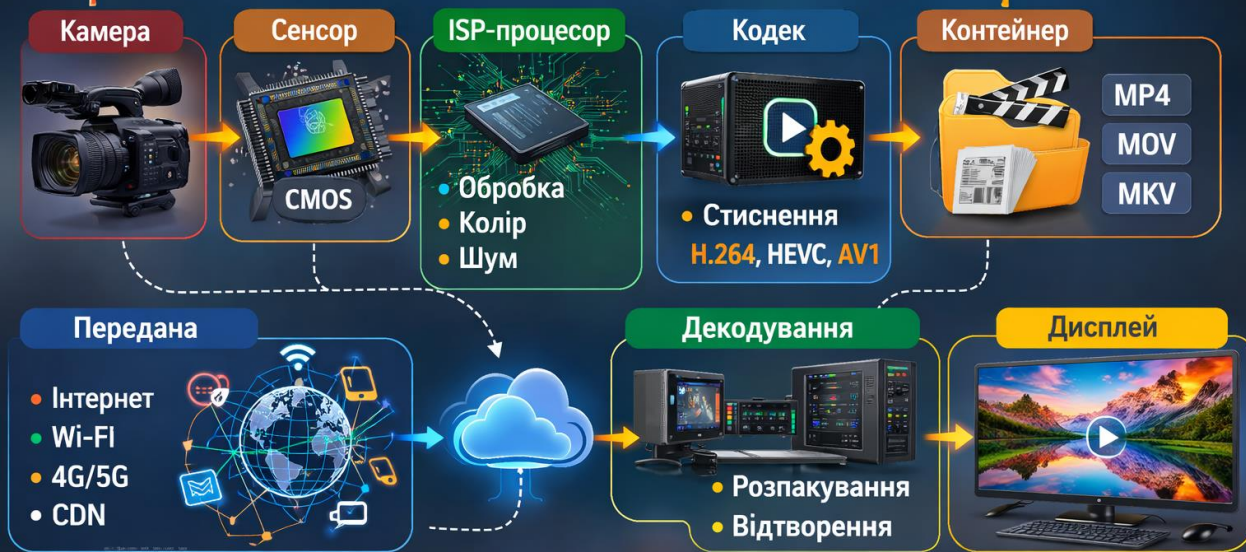 Камера
Сенсор
ISP-процесор
Кодек
Контейнер
CMOS
Обробка
Колір
Шум
Стиснення
H.264, HEVC, AV1
MP4
MOV
MKV
Передана
Інтернет
Wi-FI
4G/5G
CDN
Декодування
Розпакування
Відтворення
Дисплей